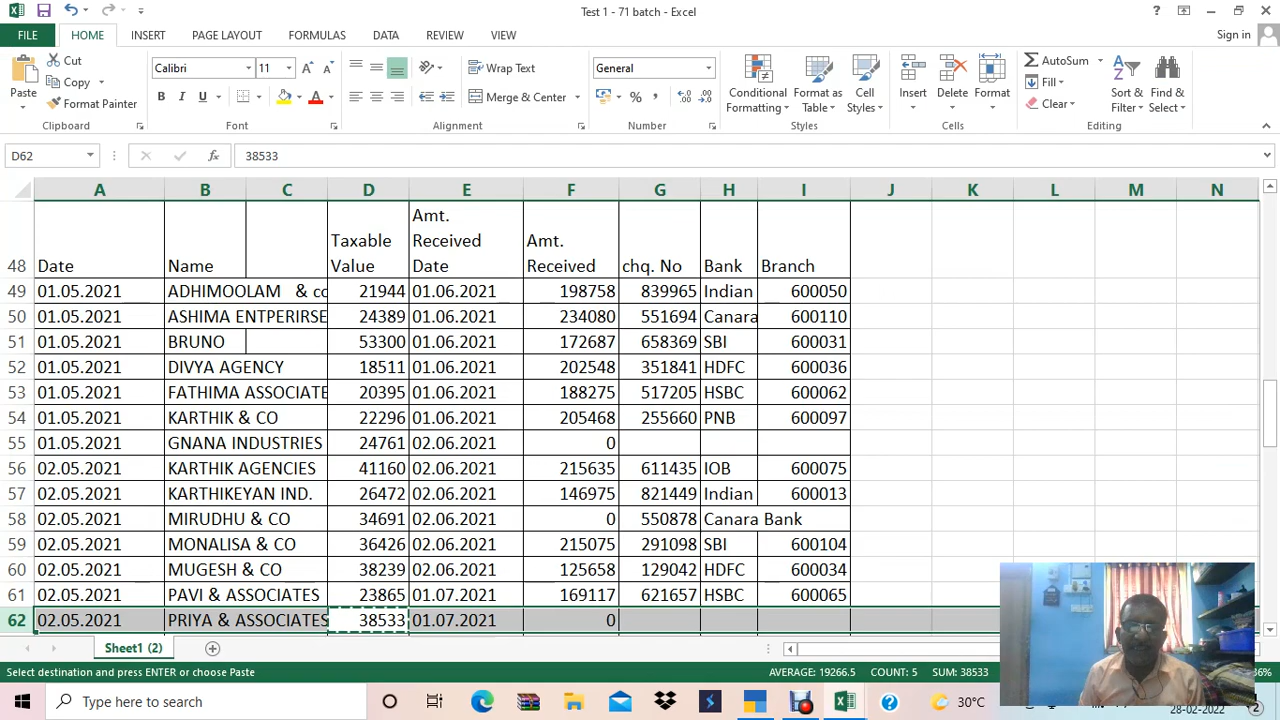 Test 1 - 71 batch - Excel
?
FILE HOME INSERT PAGE LAYOUT FORMULAS DATA REVIEW VIEW Sign in
Paste Cut Copy Format Painter
Clipboard
Calibri 11
B I U
Font
Wrap Text
Merge & Center
Alignment
General
%
Number
Conditional Formatting Format as Table Cell Styles
Styles
Insert Delete Format
Cells
AutoSum
Fill
Clear
Sort & Filter Find & Select
Editing
D62 fx 38533
A B C D E F G H I J K L M N
48 Date Name Taxable Value Amt. Received Date Amt. Received chq. No Bank Branch
49 01.05.2021 ADHIMOOLAM & co 21944 01.06.2021 198758 839965 Indian 600050
50 01.05.2021 ASHIMA ENTPERIRSE 24389 01.06.2021 234080 551694 Canara 600110
51 01.05.2021 BRUNO 53300 01.06.2021 172687 658369 SBI 600031
52 01.05.2021 DIVYA AGENCY 18511 01.06.2021 202548 351841 HDFC 600036
53 01.05.2021 FATHIMA ASSOCIATE 20395 01.06.2021 188275 517205 HSBC 600062
54 01.05.2021 KARTHIK & CO 22296 01.06.2021 205468 255660 PNB 600097
55 01.05.2021 GNANA INDUSTRIES 24761 02.06.2021 0
56 02.05.2021 KARTHIK AGENCIES 41160 02.06.2021 215635 611435 IOB 600075
57 02.05.2021 KARTHIKEYAN IND. 26472 02.06.2021 146975 821449 Indian 600013
58 02.05.2021 MIRUDHU & CO 34691 02.06.2021 0 550878 Canara Bank
59 02.05.2021 MONALISA & CO 36426 02.06.2021 215075 291098 SBI 600104
60 02.05.2021 MUGESH & CO 38239 02.06.2021 125658 129042 HDFC 600034
61 02.05.2021 PAVI & ASSOCIATES 23865 01.07.2021 169117 621657 HSBC 600065
62 02.05.2021 PRIYA & ASSOCIATES 38533 01.07.2021 0
Sheet1 (2)
Select destination and press ENTER or choose Paste AVERAGE: 19266.5 COUNT: 5 SUM: 38533
Type here to search 30°C 28-02-2022 2